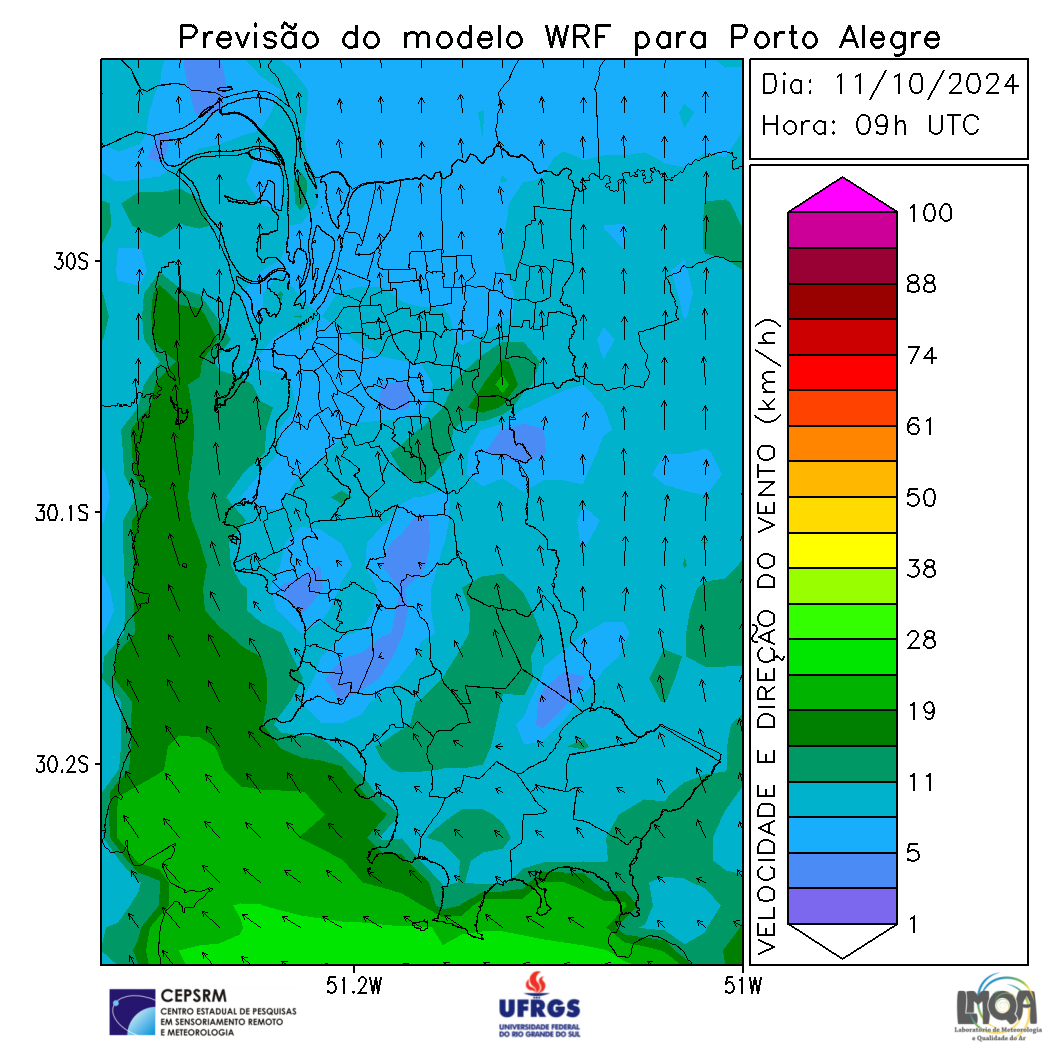 Previsão do modelo WRF para Porto Alegre
Dia: 11/10/2024
Hora: 09h UTC
30S
30.1S
30.2S
51.2W
51W
VELOCIDADE E DIREÇÃO DO VENTO (km/h)
100
88
74
61
50
38
28
19
11
5
1
CEPSRM
CENTRO ESTADUAL DE PESQUISAS
EM SENSORIAMENTO REMOTO
E METEOROLOGIA
UFRGS
UNIVERSIDADE FEDERAL
DO RIO GRANDE DO SUL
LMQA
Laboratório de Meteorologia
e Qualidade do Ar